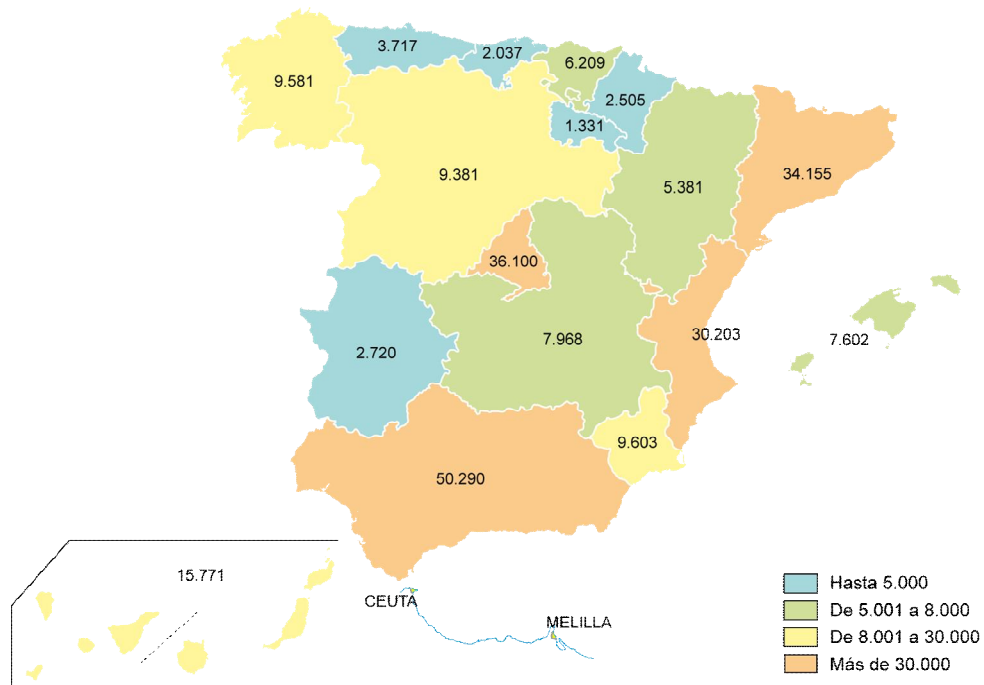 3.717
2.037
6.209
9.581
2.505
1.331
9.381
5.381
34.155
36.100
2.720
7.968
30.203
7.602
9.603
50.290
15.771
CEUTA
MELILLA
Hasta 5.000
De 5.001 a 8.000
De 8.001 a 30.000
Más de 30.000